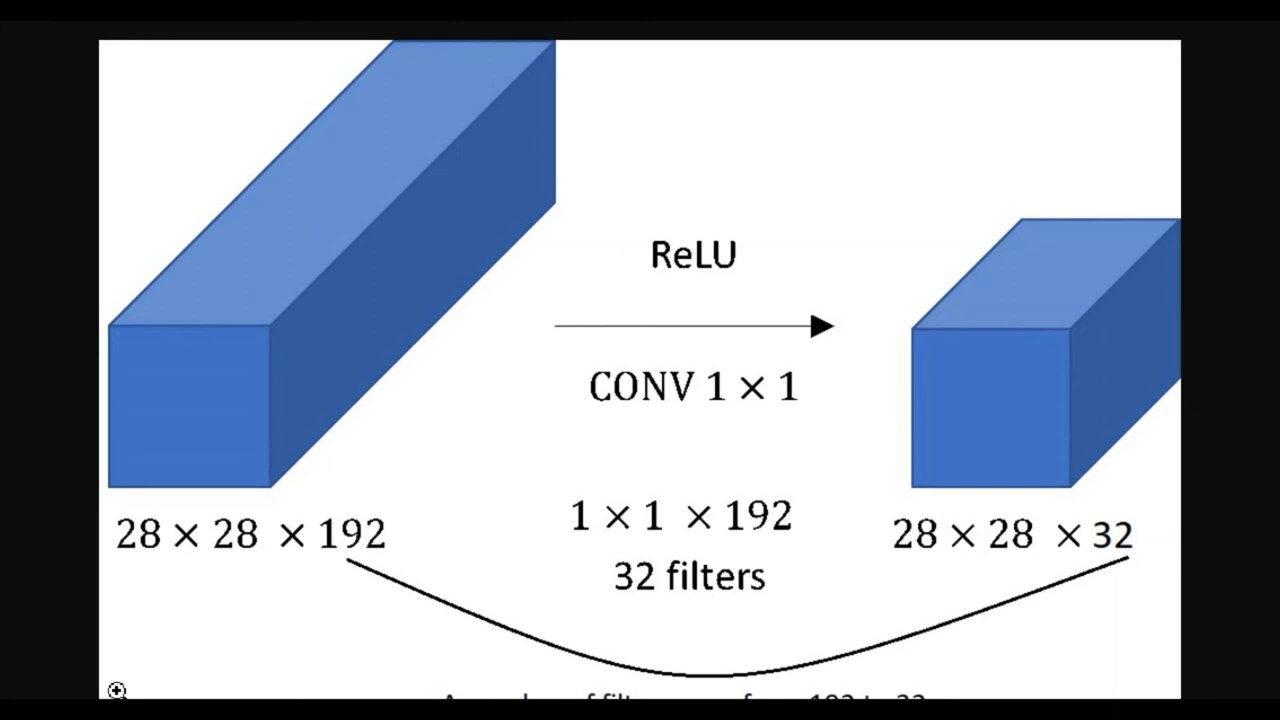 ReLU
CONV 1 × 1
1 × 1 × 192
28 × 28 × 192
28 × 28 × 32
32 filters